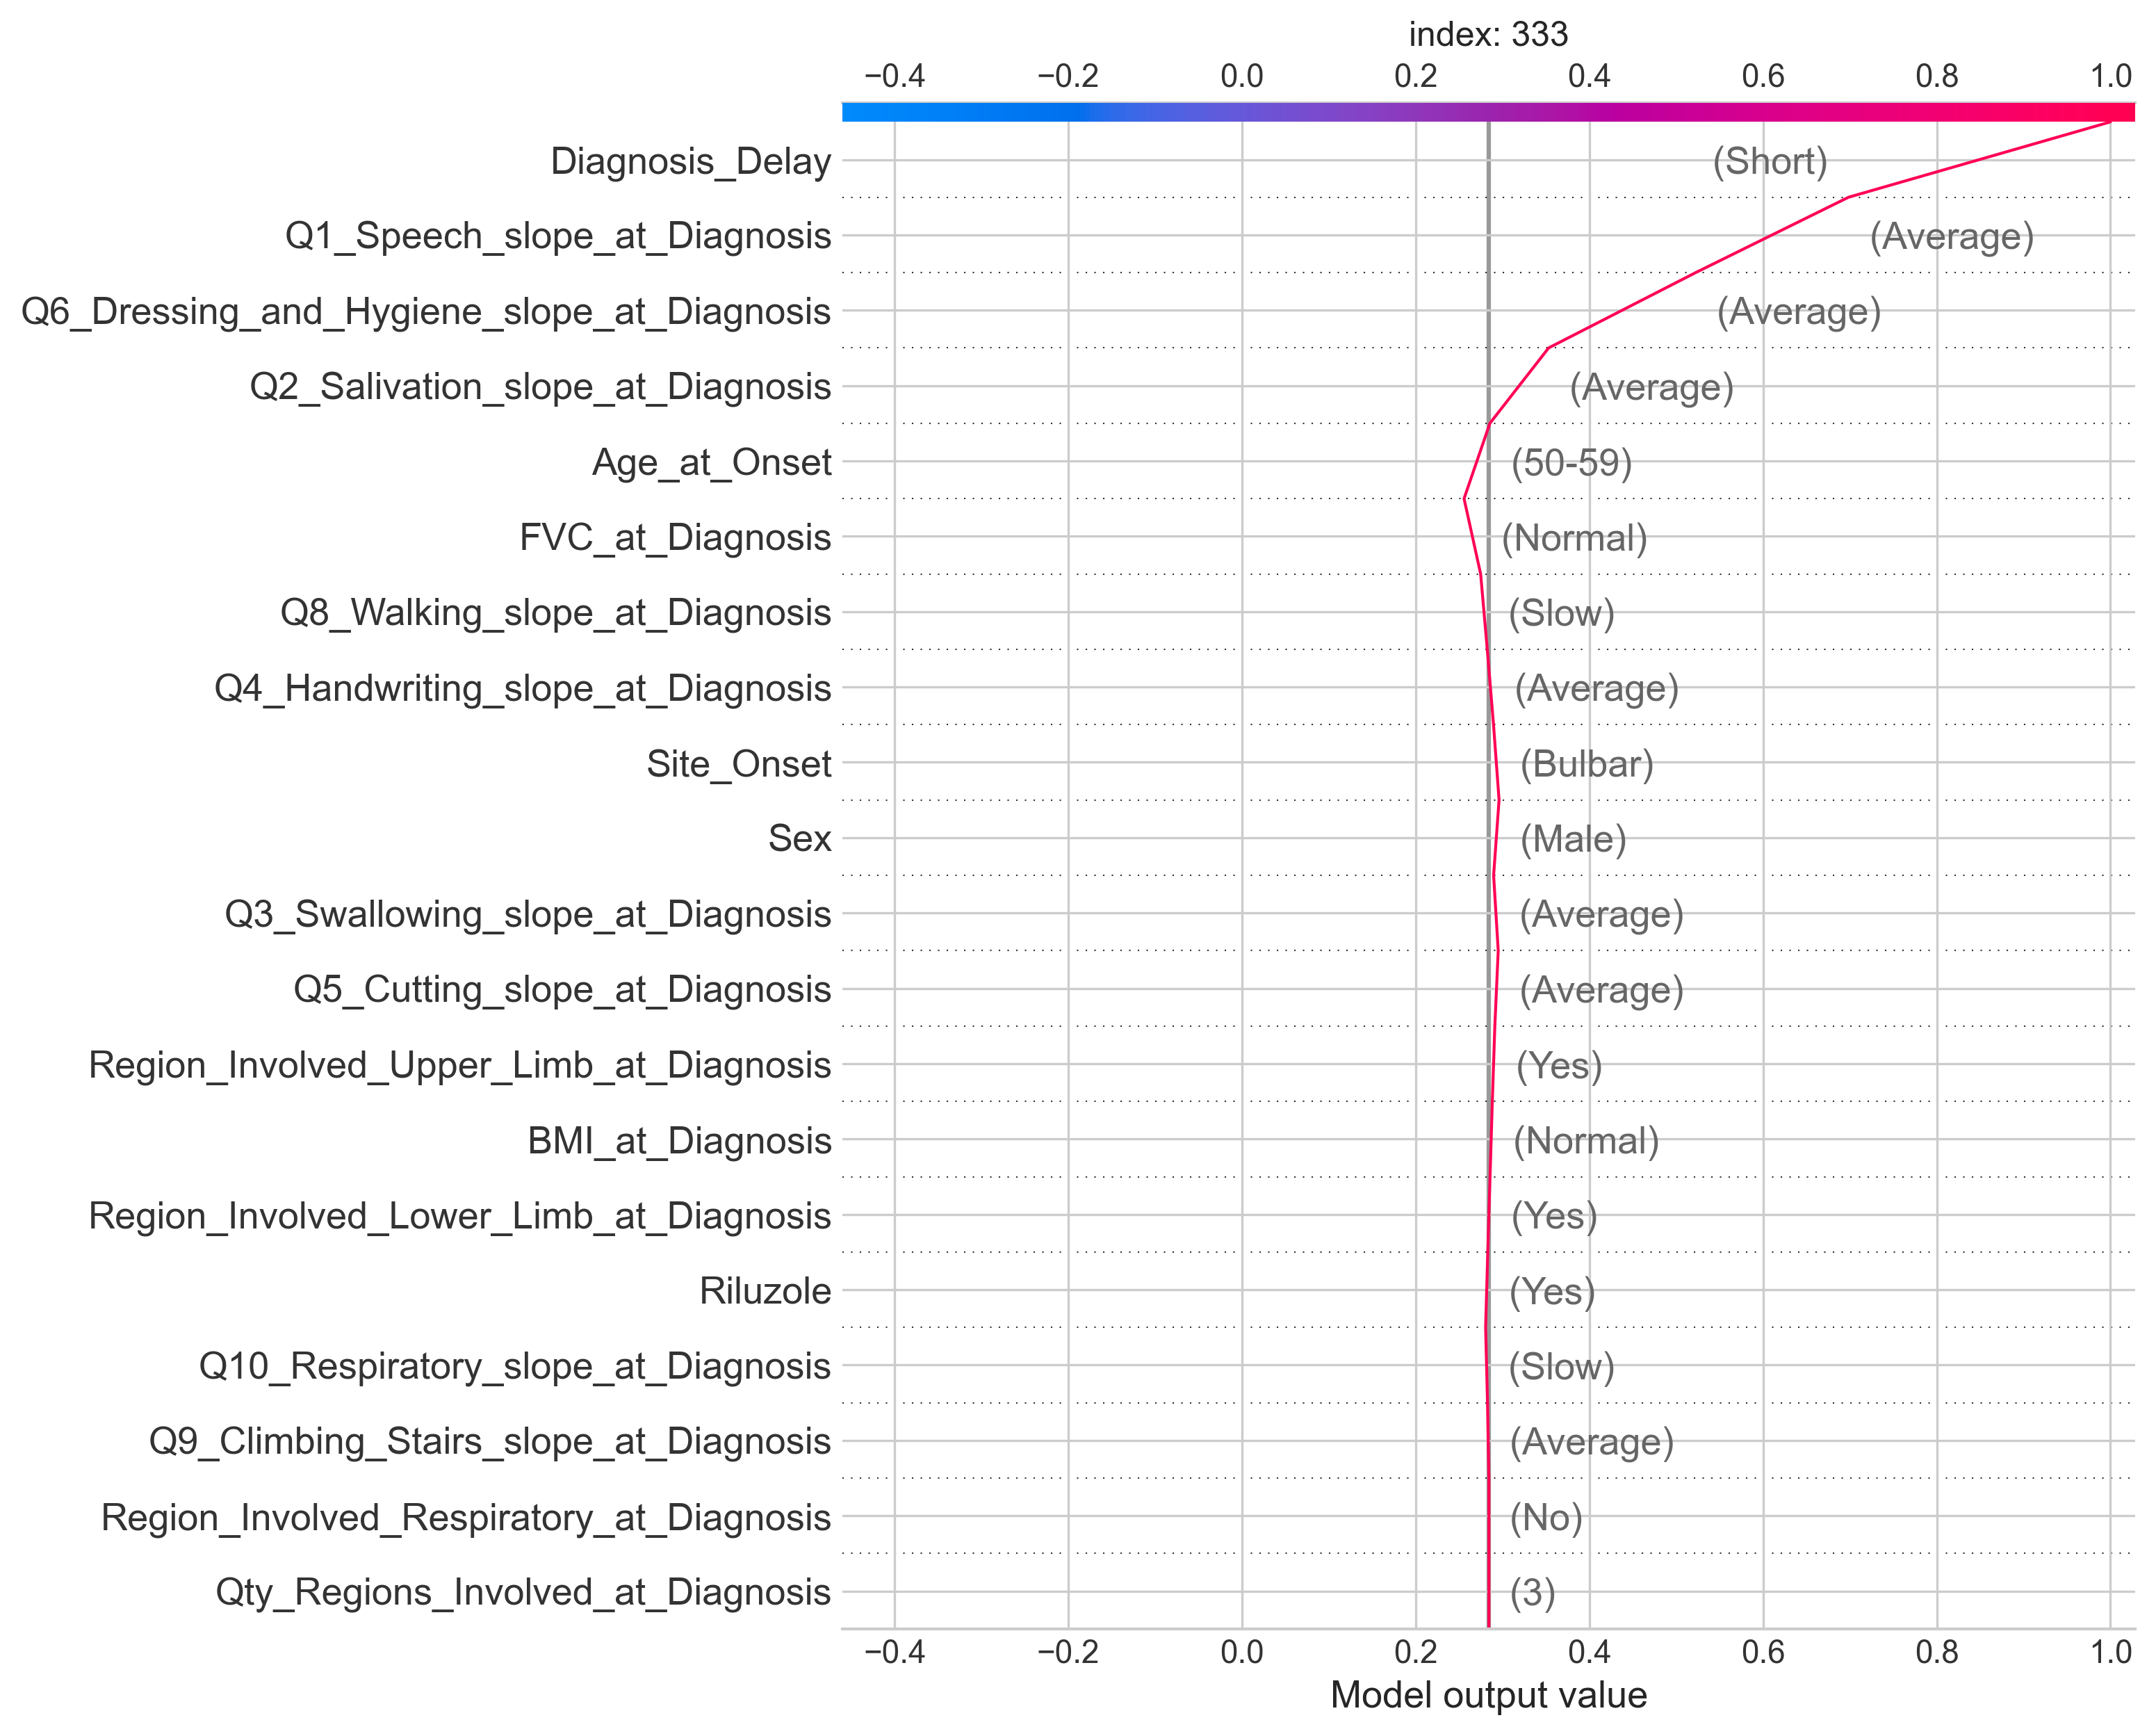 index: 333
−0.4 −0.2 0.0 0.2 0.4 0.6 0.8 1.0
Diagnosis_Delay (Short)
Q1_Speech_slope_at_Diagnosis (Average)
Q6_Dressing_and_Hygiene_slope_at_Diagnosis (Average)
Q2_Salivation_slope_at_Diagnosis (Average)
Age_at_Onset (50-59)
FVC_at_Diagnosis (Normal)
Q8_Walking_slope_at_Diagnosis (Slow)
Q4_Handwriting_slope_at_Diagnosis (Average)
Site_Onset (Bulbar)
Sex (Male)
Q3_Swallowing_slope_at_Diagnosis (Average)
Q5_Cutting_slope_at_Diagnosis (Average)
Region_Involved_Upper_Limb_at_Diagnosis (Yes)
BMI_at_Diagnosis (Normal)
Region_Involved_Lower_Limb_at_Diagnosis (Yes)
Riluzole (Yes)
Q10_Respiratory_slope_at_Diagnosis (Slow)
Q9_Climbing_Stairs_slope_at_Diagnosis (Average)
Region_Involved_Respiratory_at_Diagnosis (No)
Qty_Regions_Involved_at_Diagnosis (3)
−0.4 −0.2 0.0 0.2 0.4 0.6 0.8 1.0
Model output value